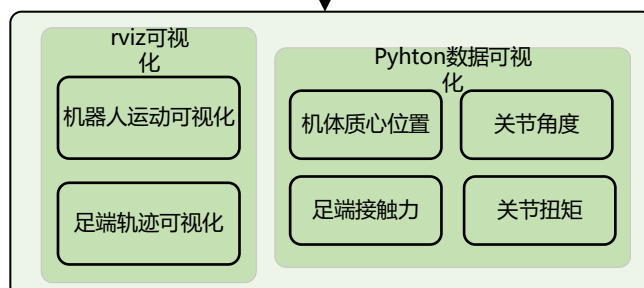 rviz可视
化
机器人运动可视化
足端轨迹可视化
Pyhton数据可视
化
机体质心位置
关节角度
足端接触力
关节扭矩